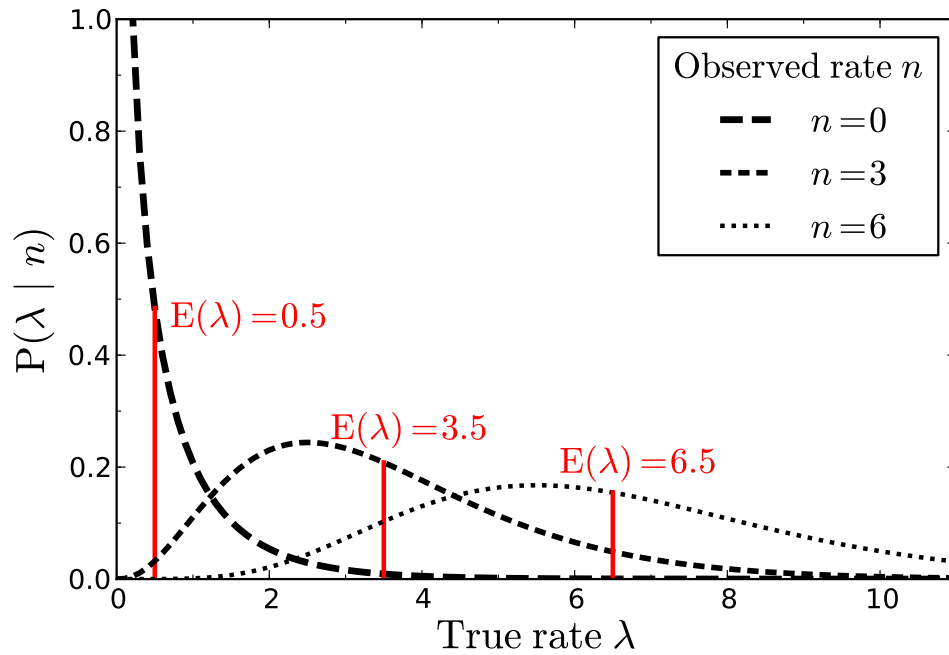 1.0
0.8
0.6
0.4
0.2
0.0
P(λ | n)
Observed rate n
n=0
n=3
n=6
E(λ)=0.5
E(λ)=3.5
E(λ)=6.5
0 2 4 6 8 10
True rate λ